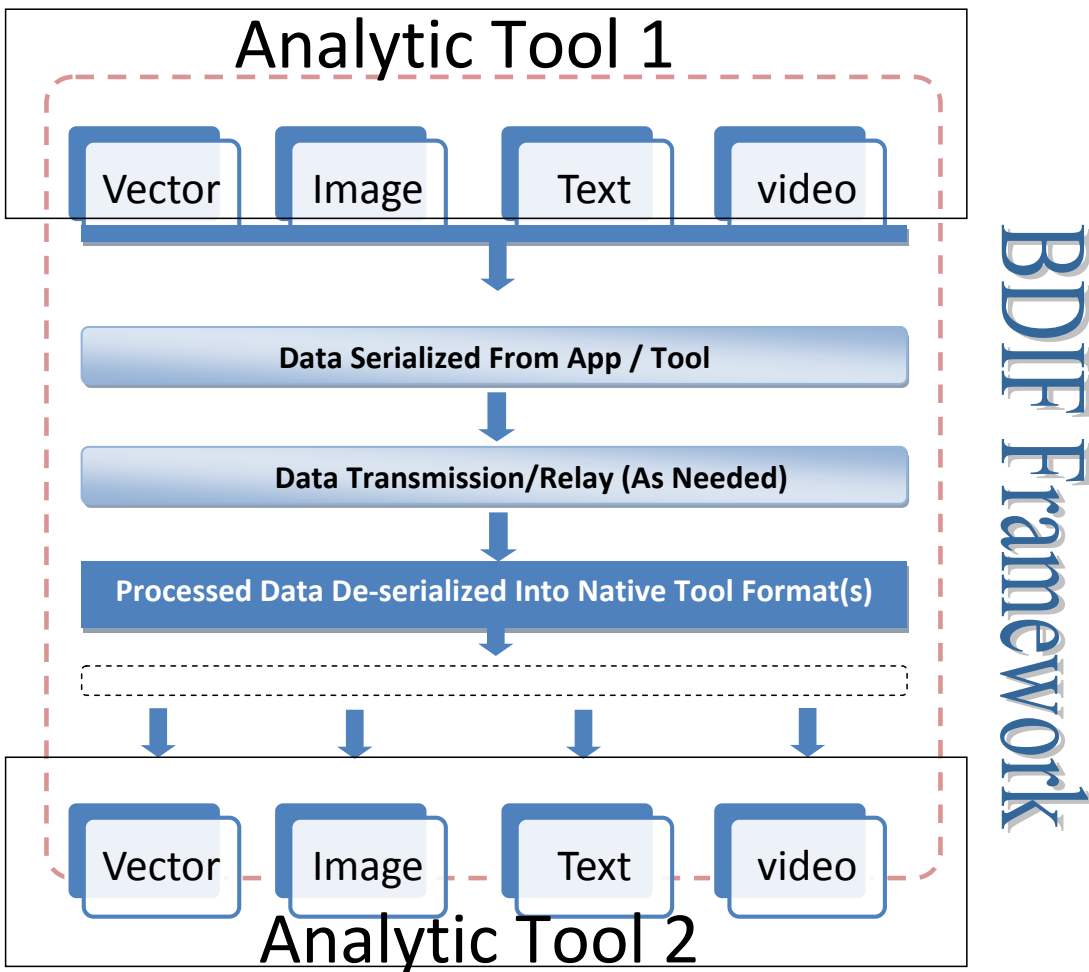 Analytic Tool 1
Vector
Image
Text
video
Data Serialized From App / Tool
Data Transmission/Relay (As Needed)
Processed Data De-serialized Into Native Tool Format(s)
Vector
Image
Text
video
Analytic Tool 2
BDIF Framework